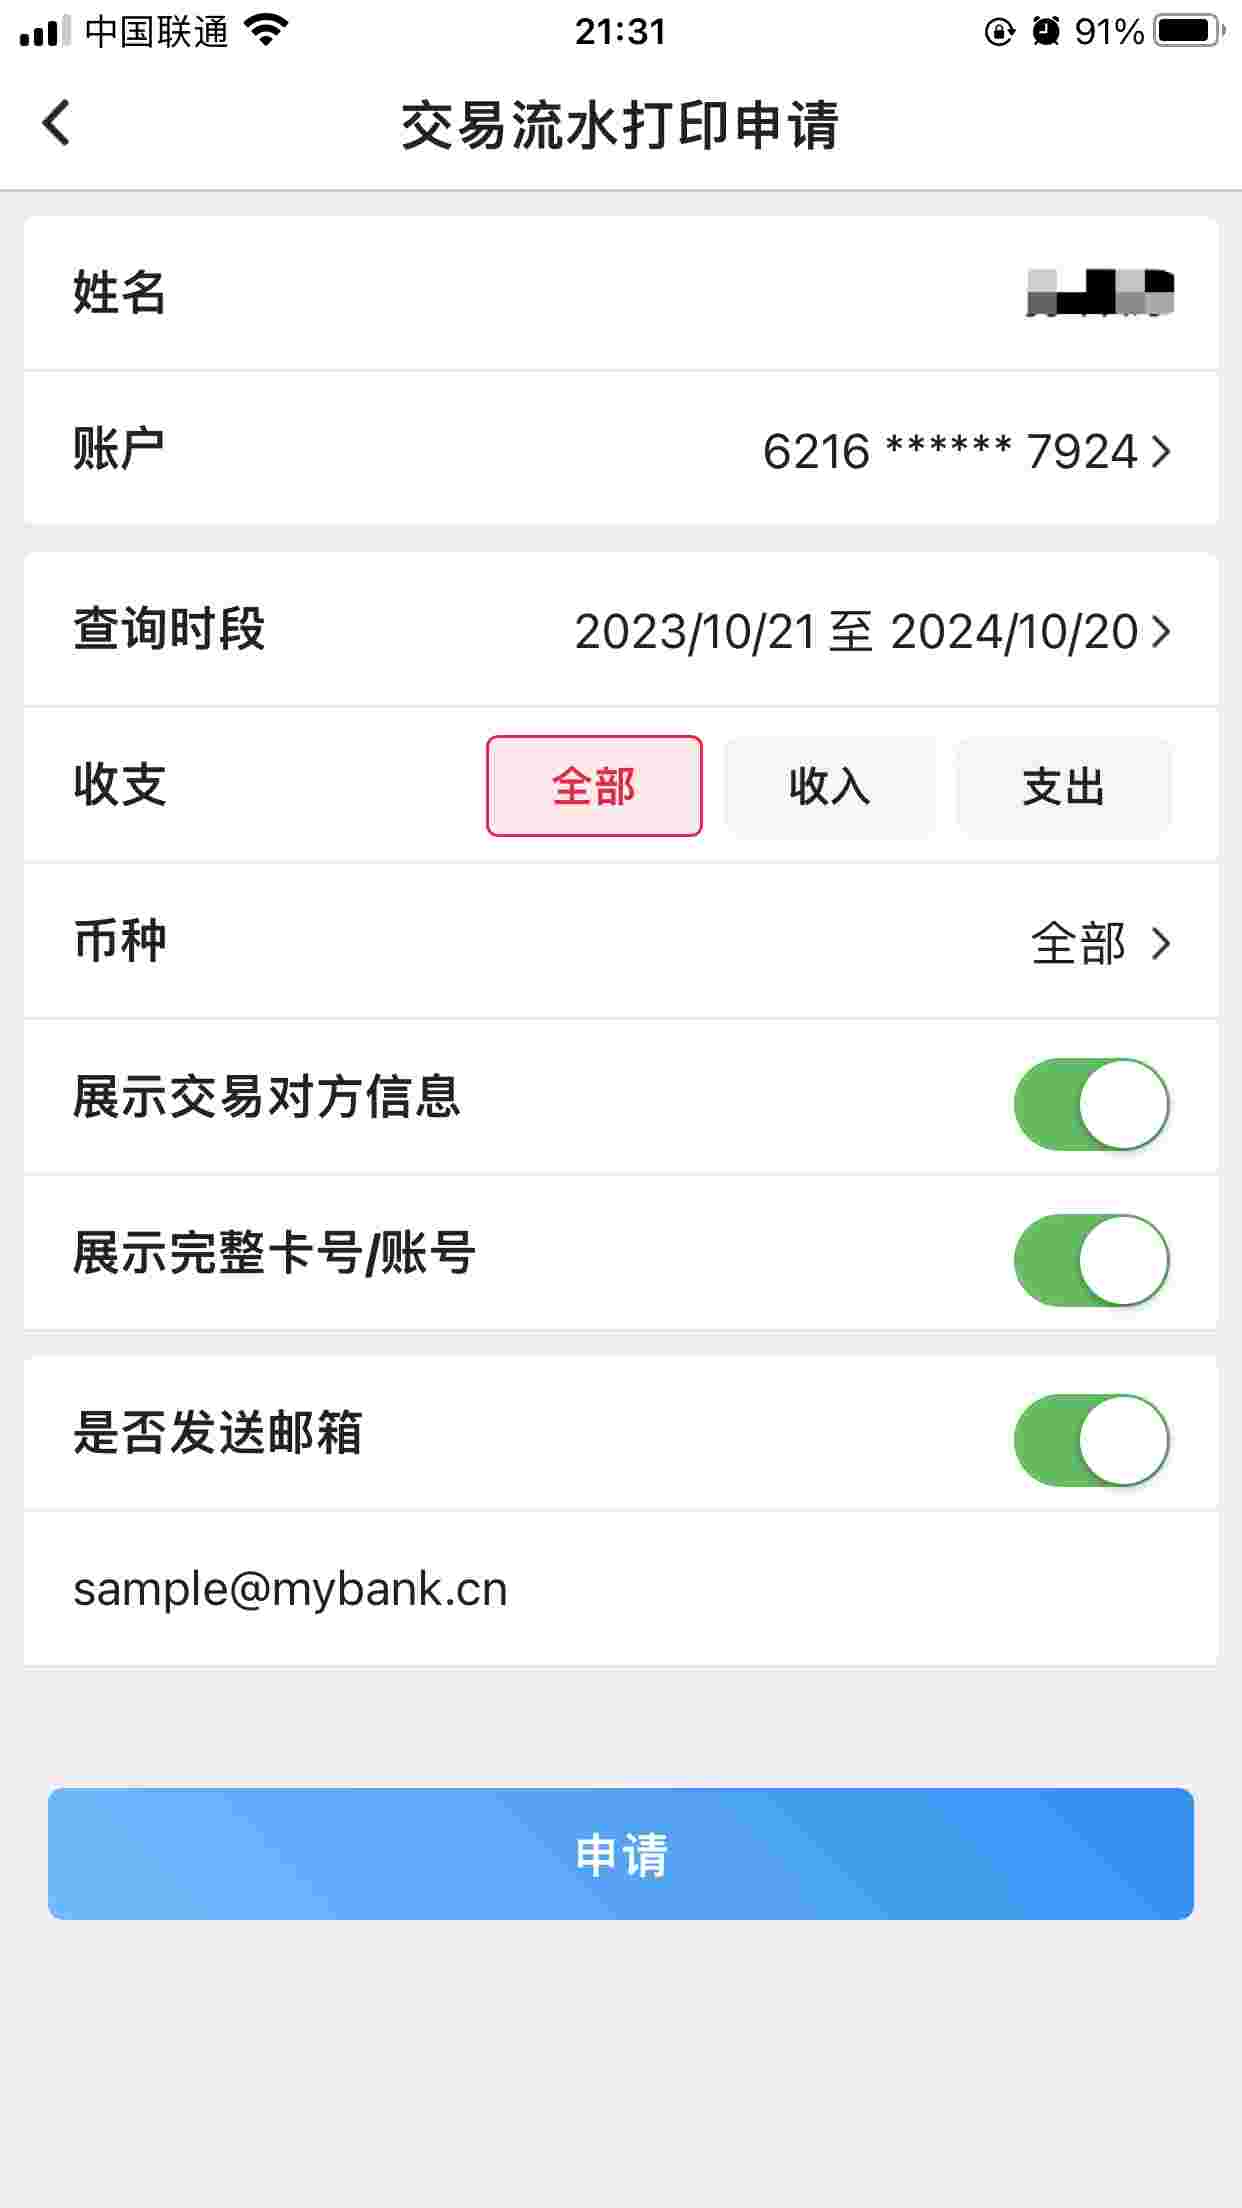 中国联通 21:31 91%
交易流水打印申请
姓名
账户 6216 ****** 7924
查询时段 2023/10/21 至 2024/10/20
收支 全部 收入 支出
币种 全部
展示交易对方信息
展示完整卡号/账号
是否发送邮箱
sample@mybank.cn
申请